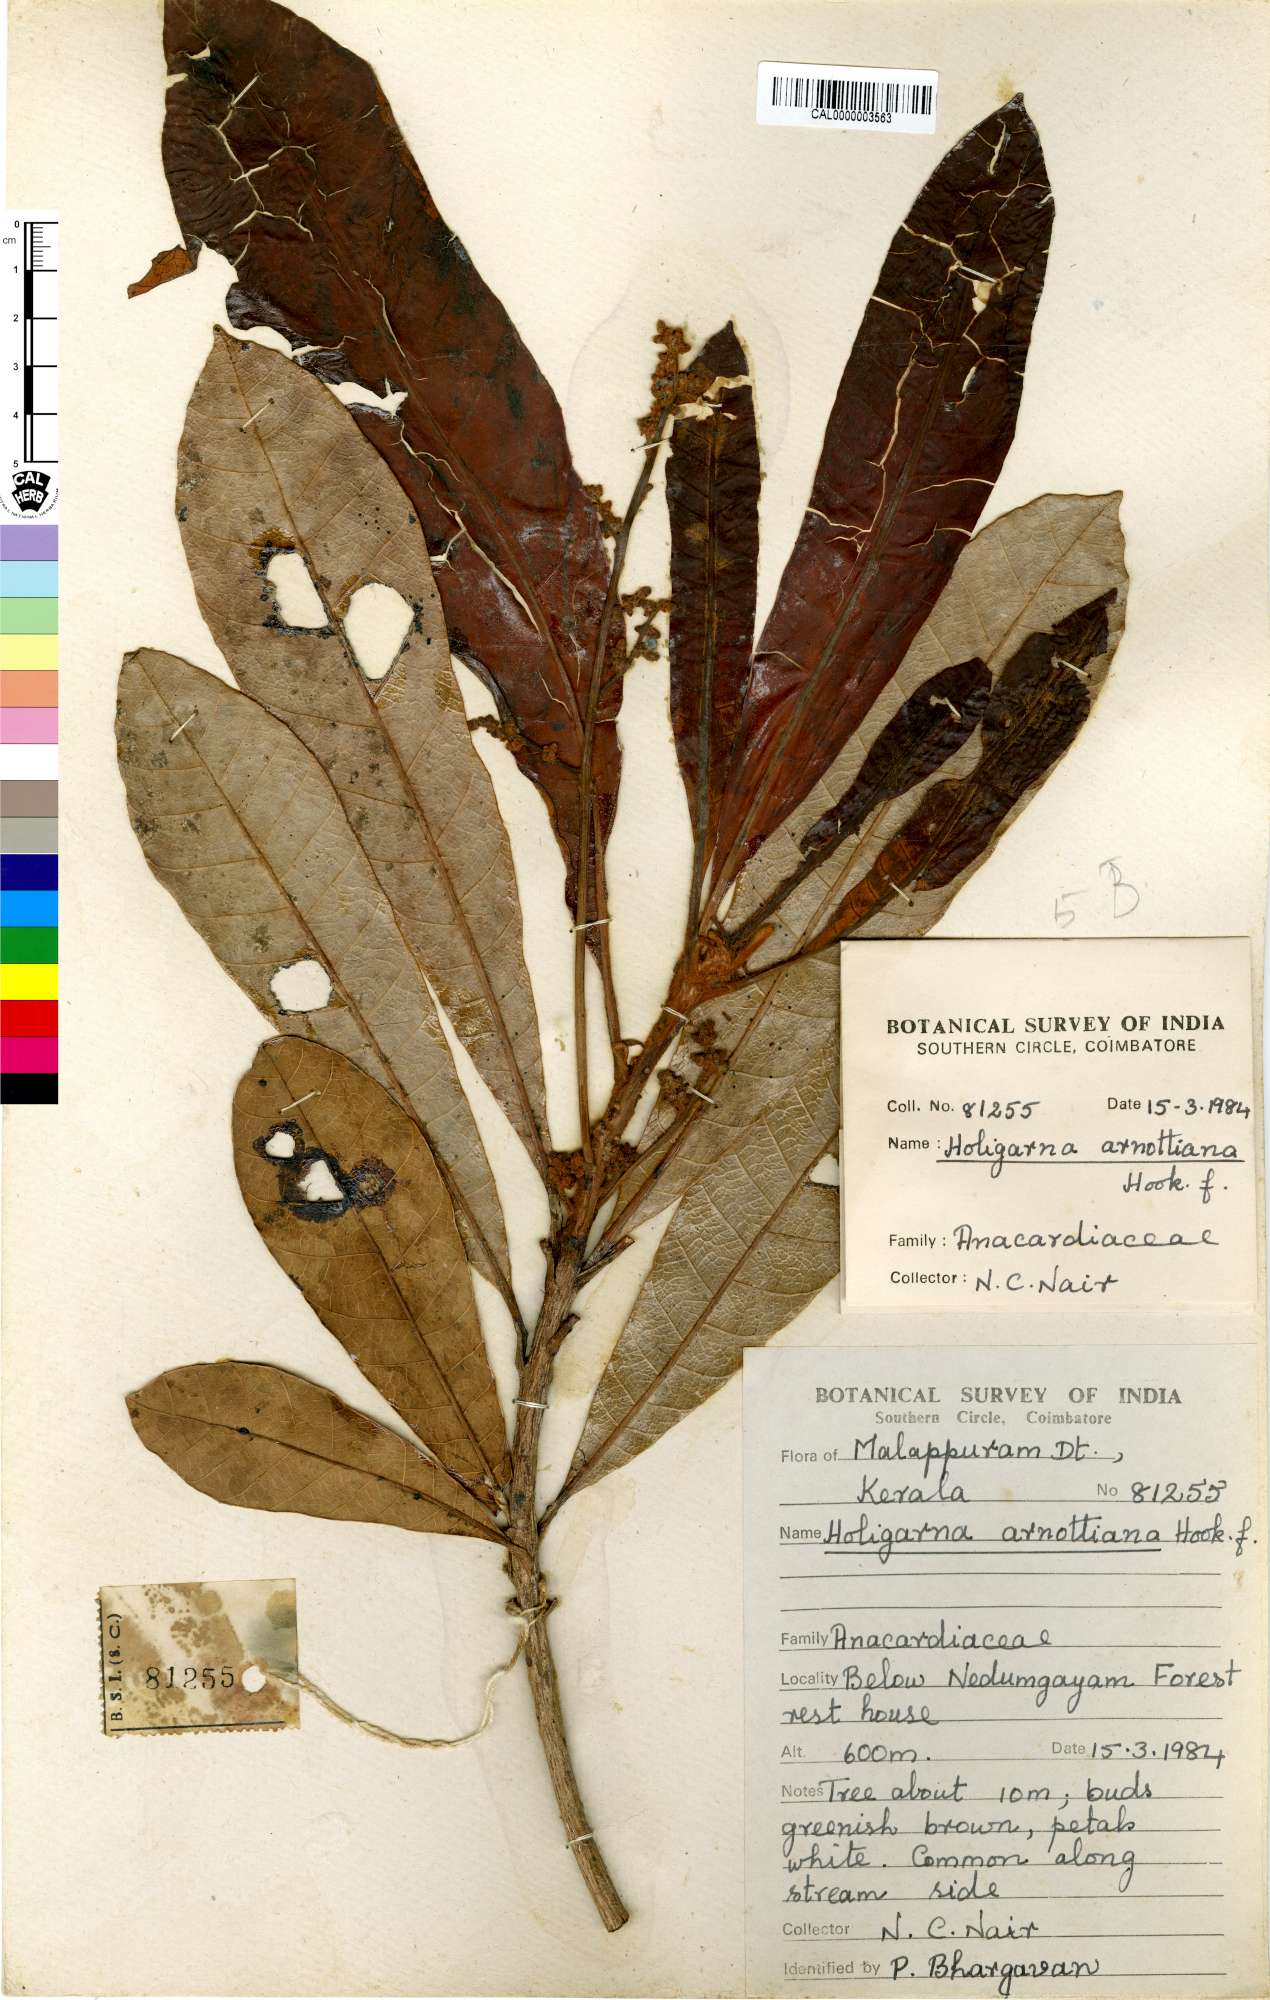 CAL0000003563
0
cm
1
2
3
4
5
CAL
HERB
5 B
BOTANICAL SURVEY OF INDIA
SOUTHERN CIRCLE, COIMBATORE
Coll. No. 81255 Date 15-3.1984
Name: Holigarna arnottiana
Hook. f.
Family: Anacardiaceae
Collector: N. C. Nair
BOTANICAL SURVEY OF INDIA
Southern Circle, Coimbatore
Flora of Malappuram Dt.,
Kerala No 81255
Name Holigarna arnottiana Hook. f.
Family Anacardiaceae
Locality Below Nedumgayam Forest
rest house
Alt. 600m. Date 15.3.1984
Notes Tree about 10m; buds
greenish brown, petals
white. Common along
stream side
Collector N. C. Nair
Identified by P. Bhargavan
B. S. I. (S. C.)
81255